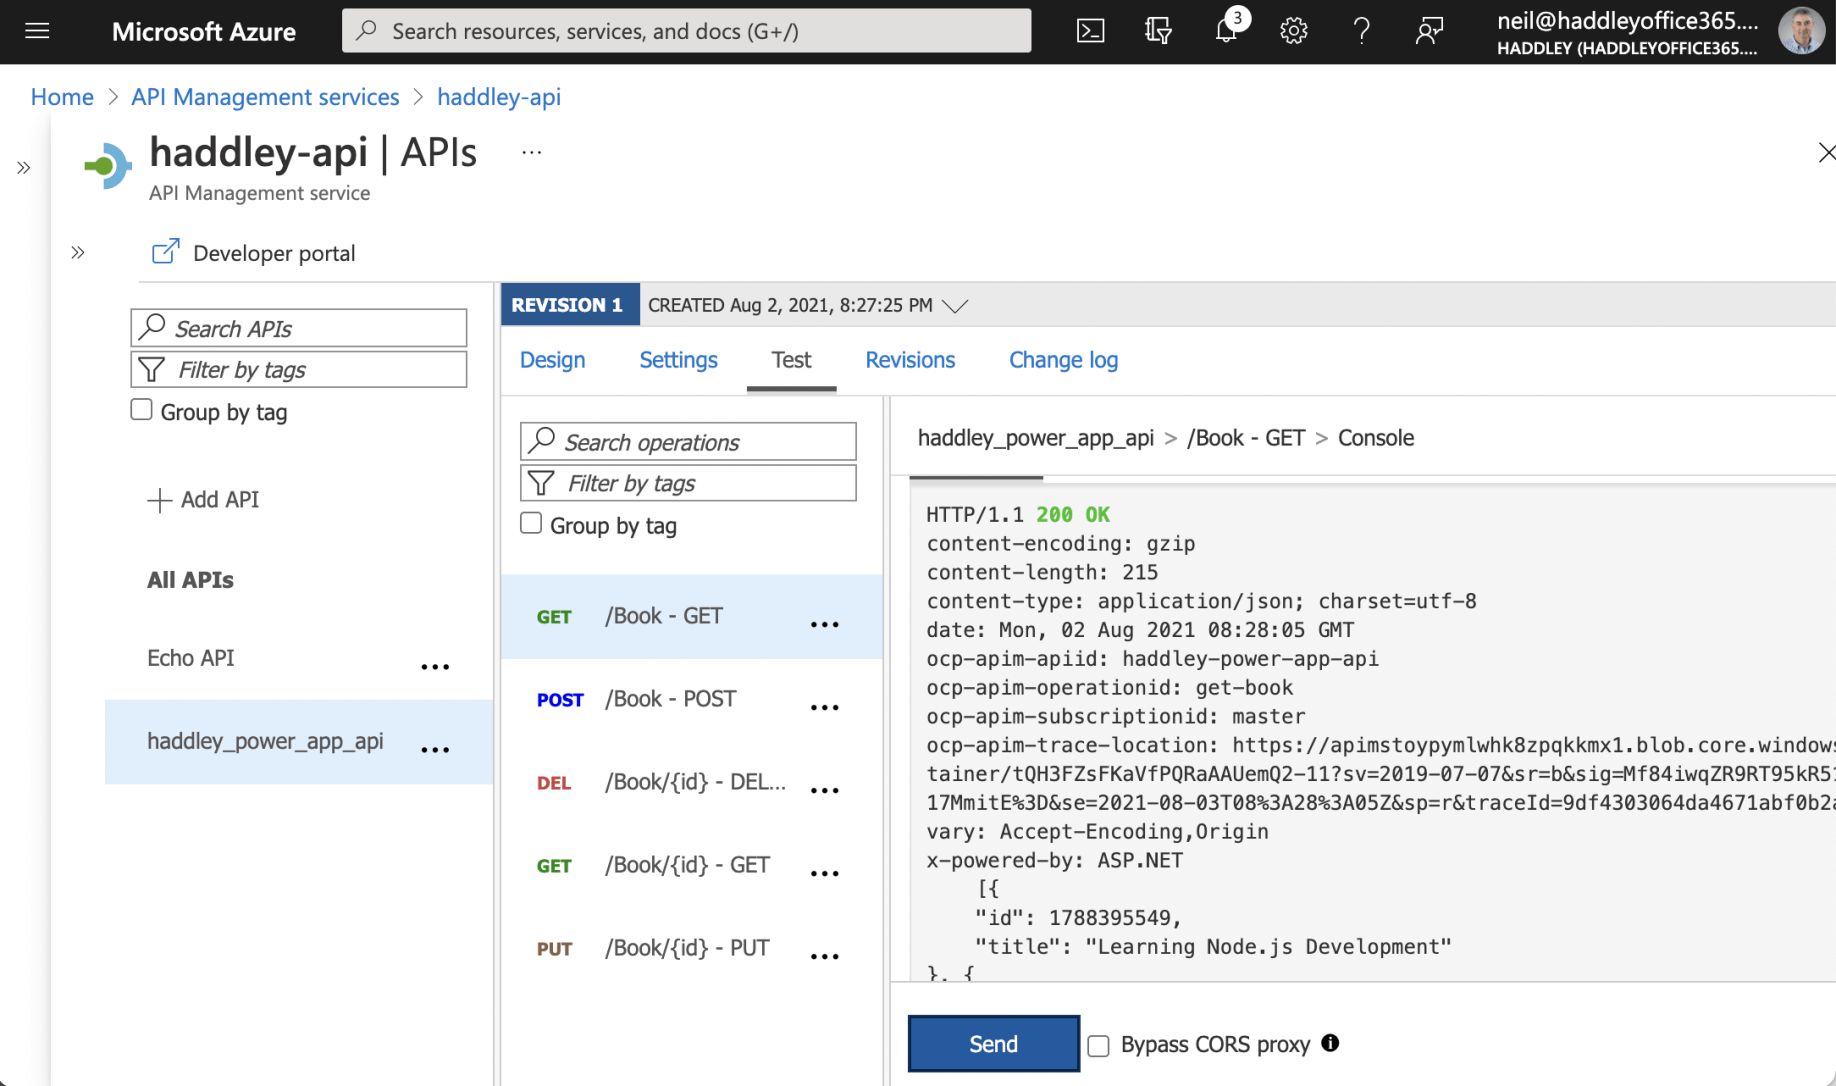 Microsoft Azure
Search resources, services, and docs (G+/)
3
neil@haddleyoffice365....
HADDLEY (HADDLEYOFFICE365....
Home > API Management services > haddley-api
haddley-api | APIs ...
API Management service
Developer portal
Search APIs
Filter by tags
Group by tag
Add API
All APIs
Echo API ...
haddley_power_app_api ...
REVISION 1 CREATED Aug 2, 2021, 8:27:25 PM
Design Settings Test Revisions Change log
Search operations
Filter by tags
Group by tag
GET /Book - GET ...
POST /Book - POST ...
DEL /Book/{id} - DEL... ...
GET /Book/{id} - GET ...
PUT /Book/{id} - PUT ...
haddley_power_app_api > /Book - GET > Console
HTTP/1.1 200 OK
content-encoding: gzip
content-length: 215
content-type: application/json; charset=utf-8
date: Mon, 02 Aug 2021 08:28:05 GMT
ocp-apim-apiid: haddley-power-app-api
ocp-apim-operationid: get-book
ocp-apim-subscriptionid: master
ocp-apim-trace-location: https://apimstoypymlwhk8zpqkkmx1.blob.core.windows
tainer/tQH3FZsFKaVfPQRaAAUemQ2-11?sv=2019-07-07&sr=b&sig=Mf84iwqZR9RT95kR51
17MmitE%3D&se=2021-08-03T08%3A28%3A05Z&sp=r&traceId=9df4303064da4671abf0b2a
vary: Accept-Encoding,Origin
x-powered-by: ASP.NET
[{
"id": 1788395549,
"title": "Learning Node.js Development"
}, {
Send
Bypass CORS proxy